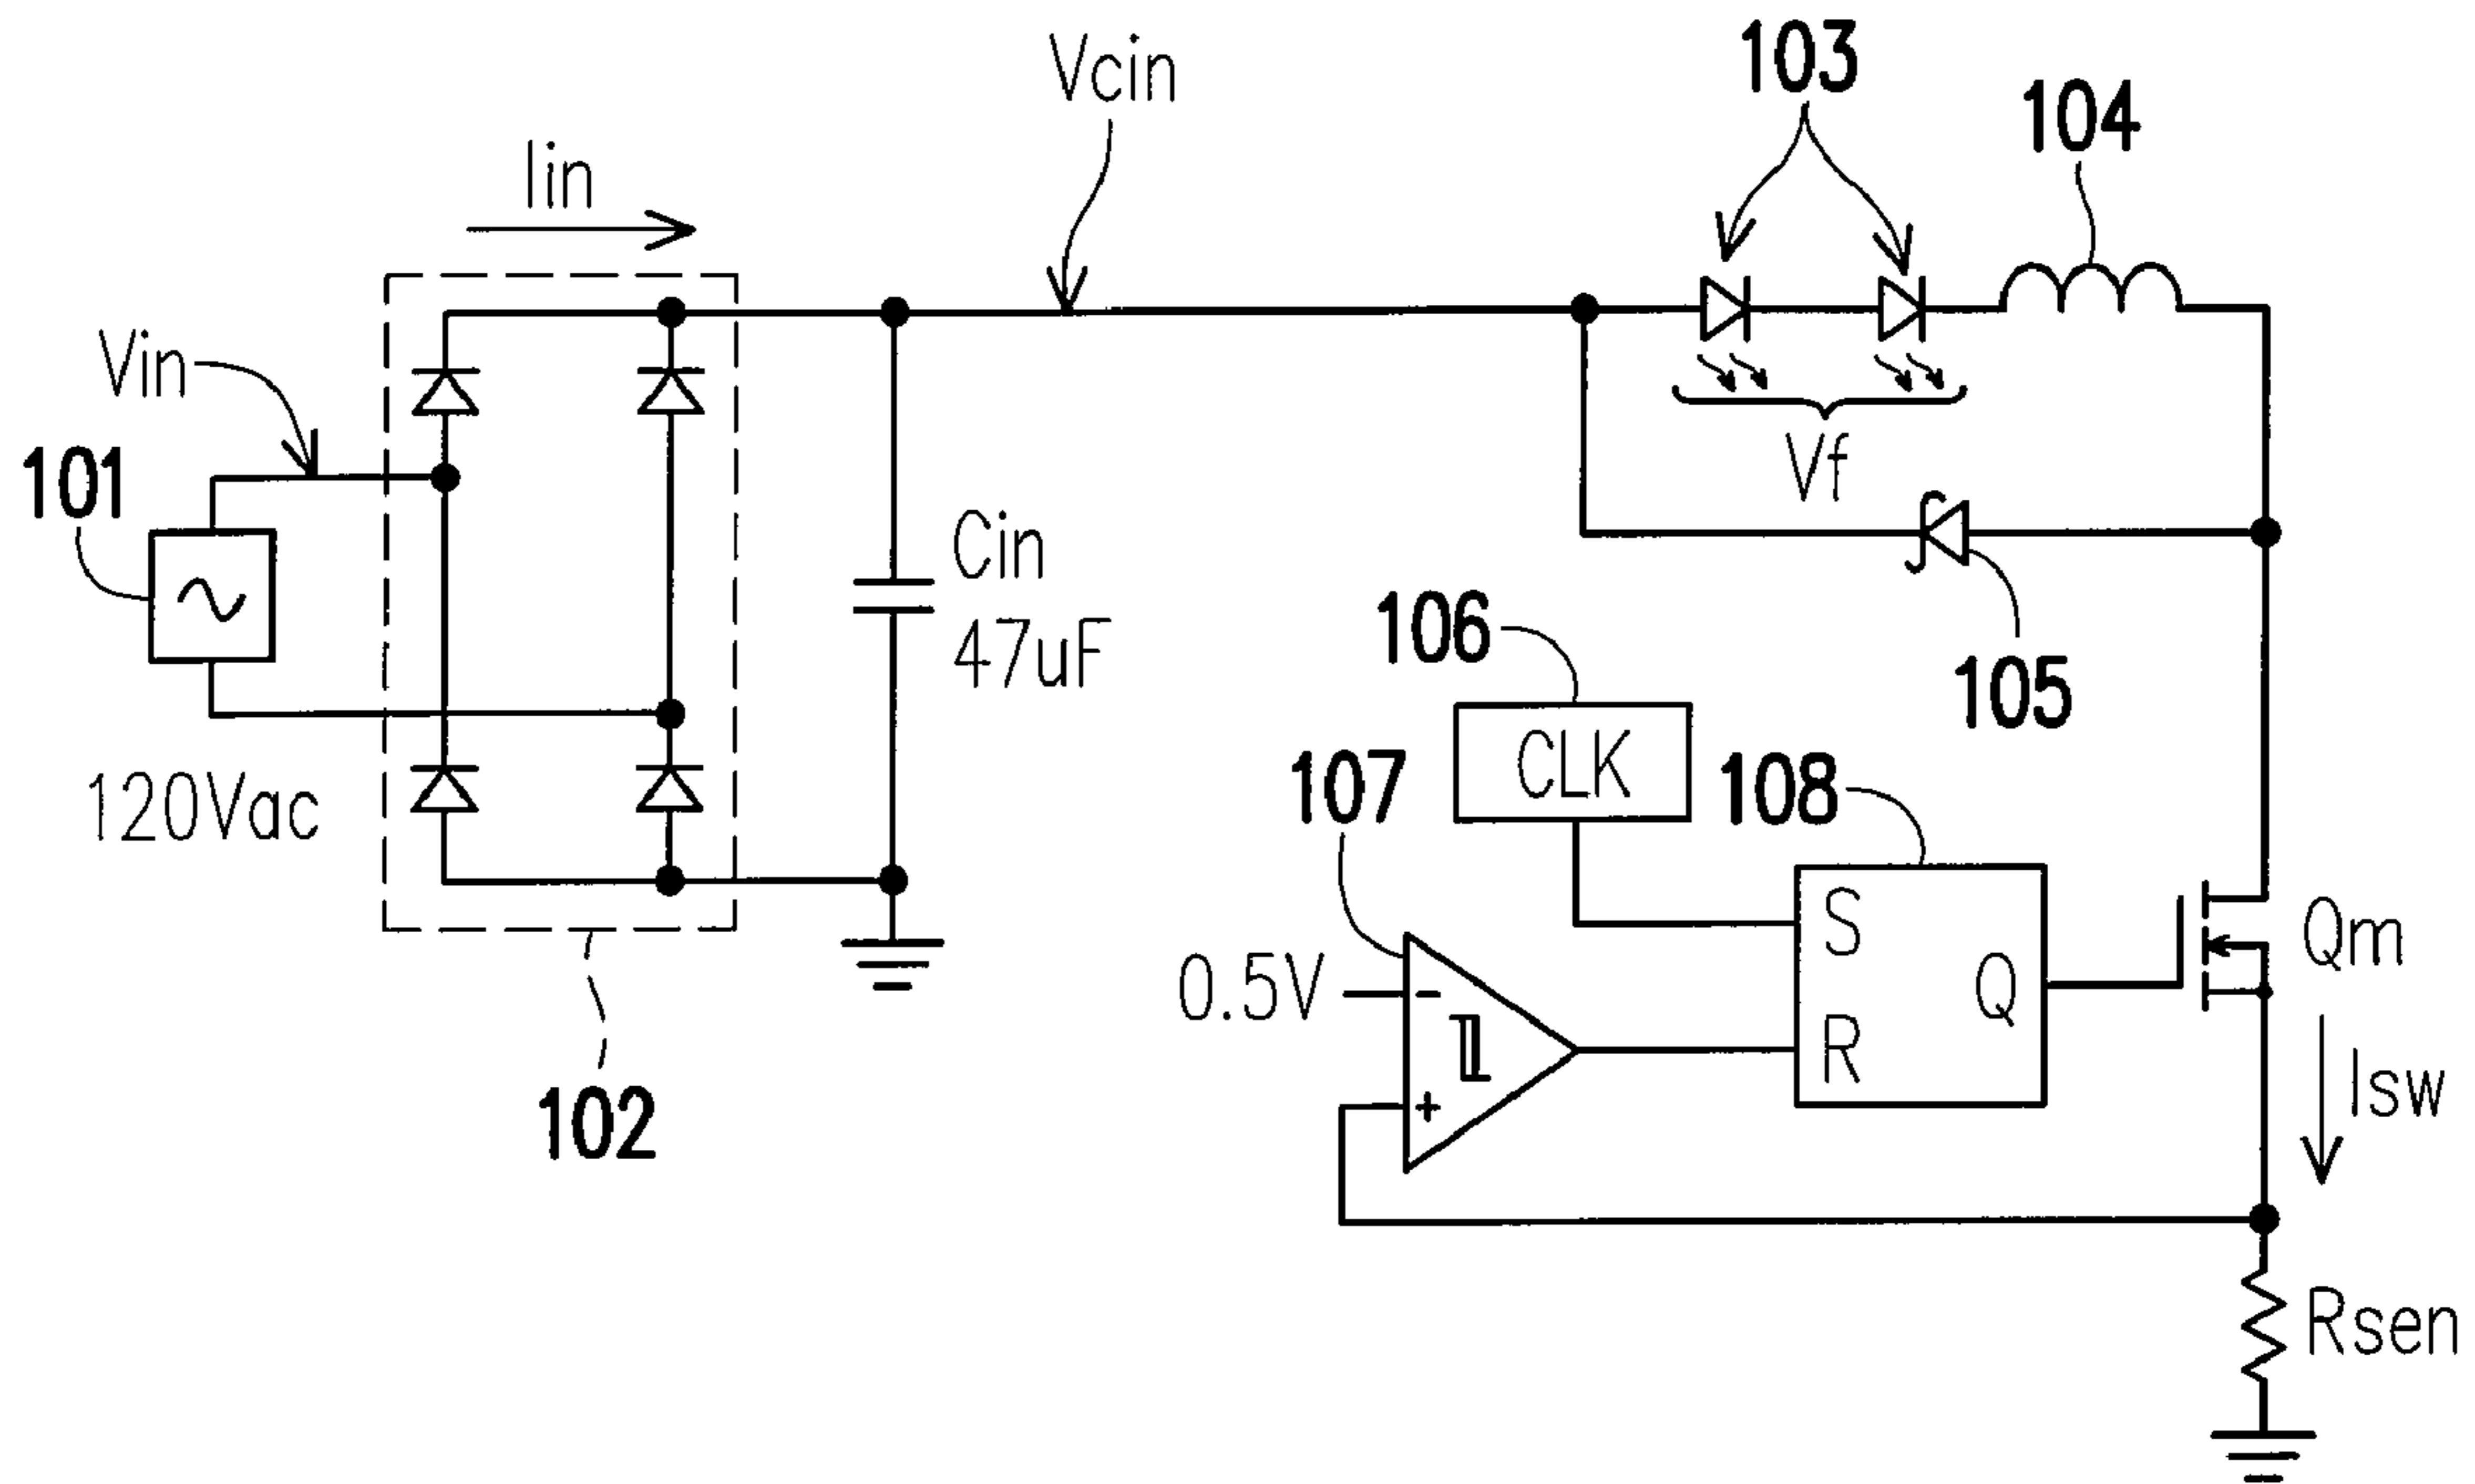 Vcin
103
104
Iin
Vin
101
Vf
Cin
47uF
106
105
120Vac
107
CLK
108
S
0.5V
-
Q
Qm
R
+
Isw
102
Rsen